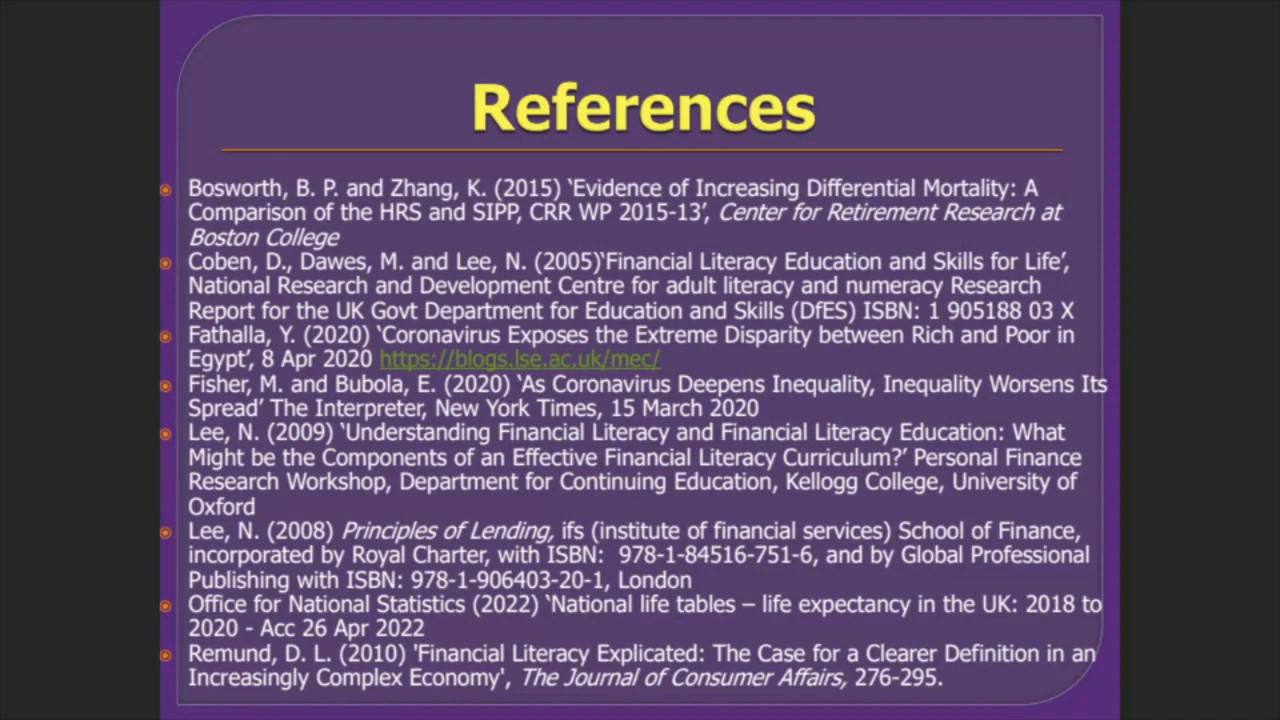 References
Bosworth, B. P. and Zhang, K. (2015) ‘Evidence of Increasing Differential Mortality: A
Comparison of the HRS and SIPP, CRR WP 2015-13’, Center for Retirement Research at
Boston College
Coben, D., Dawes, M. and Lee, N. (2005)‘Financial Literacy Education and Skills for Life’,
National Research and Development Centre for adult literacy and numeracy Research
Report for the UK Govt Department for Education and Skills (DfES) ISBN: 1 905188 03 X
Fathalla, Y. (2020) ‘Coronavirus Exposes the Extreme Disparity between Rich and Poor in
Egypt’, 8 Apr 2020 https://blogs.lse.ac.uk/mec/
Fisher, M. and Bubola, E. (2020) ‘As Coronavirus Deepens Inequality, Inequality Worsens Its
Spread’ The Interpreter, New York Times, 15 March 2020
Lee, N. (2009) ‘Understanding Financial Literacy and Financial Literacy Education: What
Might be the Components of an Effective Financial Literacy Curriculum?’ Personal Finance
Research Workshop, Department for Continuing Education, Kellogg College, University of
Oxford
Lee, N. (2008) Principles of Lending, ifs (institute of financial services) School of Finance,
incorporated by Royal Charter, with ISBN: 978-1-84516-751-6, and by Global Professional
Publishing with ISBN: 978-1-906403-20-1, London
Office for National Statistics (2022) ‘National life tables – life expectancy in the UK: 2018 to
2020 - Acc 26 Apr 2022
Remund, D. L. (2010) 'Financial Literacy Explicated: The Case for a Clearer Definition in an
Increasingly Complex Economy', The Journal of Consumer Affairs, 276-295.